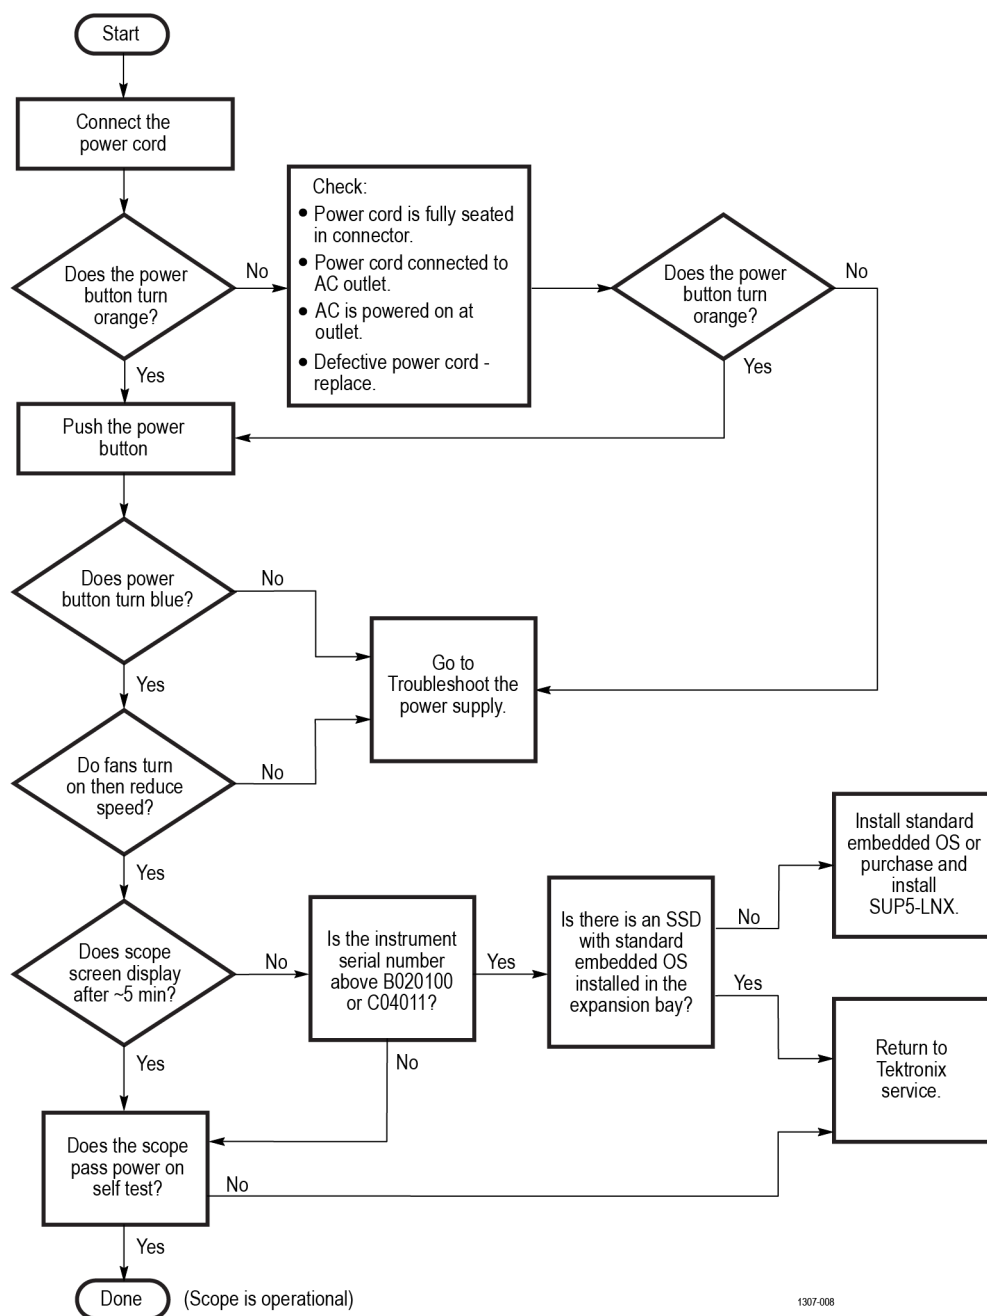 Start
Connect the
power cord
Does the power
button turn
orange?
No
Check:
• Power cord is fully seated
in connector.
• Power cord connected to
AC outlet.
• AC is powered on at
outlet.
• Defective power cord -
replace.
Does the power
button turn
orange?
No
Yes
Yes
Push the power
button
Does power
button turn blue?
No
Go to
Troubleshoot the
power supply.
Yes
Do fans turn
on then reduce
speed?
No
Yes
Does scope
screen display
after ~5 min?
No
Is the instrument
serial number
above B020100
or C04011?
Yes
Is there is an SSD
with standard
embedded OS
installed in the
expansion bay?
No
Install standard
embedded OS or
purchase and
install
SUP5-LNX.
Yes
Return to
Tektronix
service.
No
Yes
Does the scope
pass power on
self test?
No
Yes
Done
(Scope is operational)
1307-008